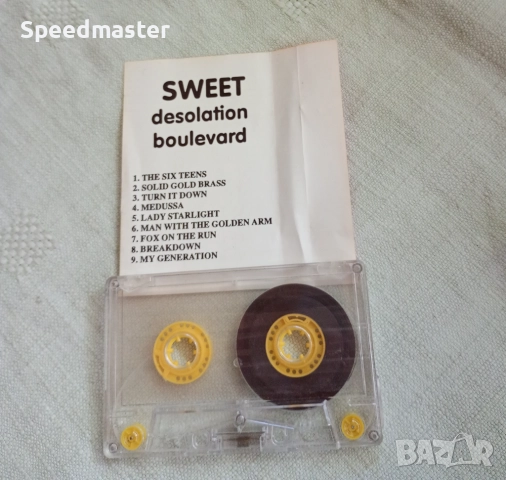 Speedmaster
SWEET
desolation
boulevard
1. THE SIX TEENS
2. SOLID GOLD BRASS
3. TURN IT DOWN
4. MEDUSSA
5. LADY STARLIGHT
6. MAN WITH THE GOLDEN ARM
7. FOX ON THE RUN
8. BREAKDOWN
9. MY GENERATION
BAZAR